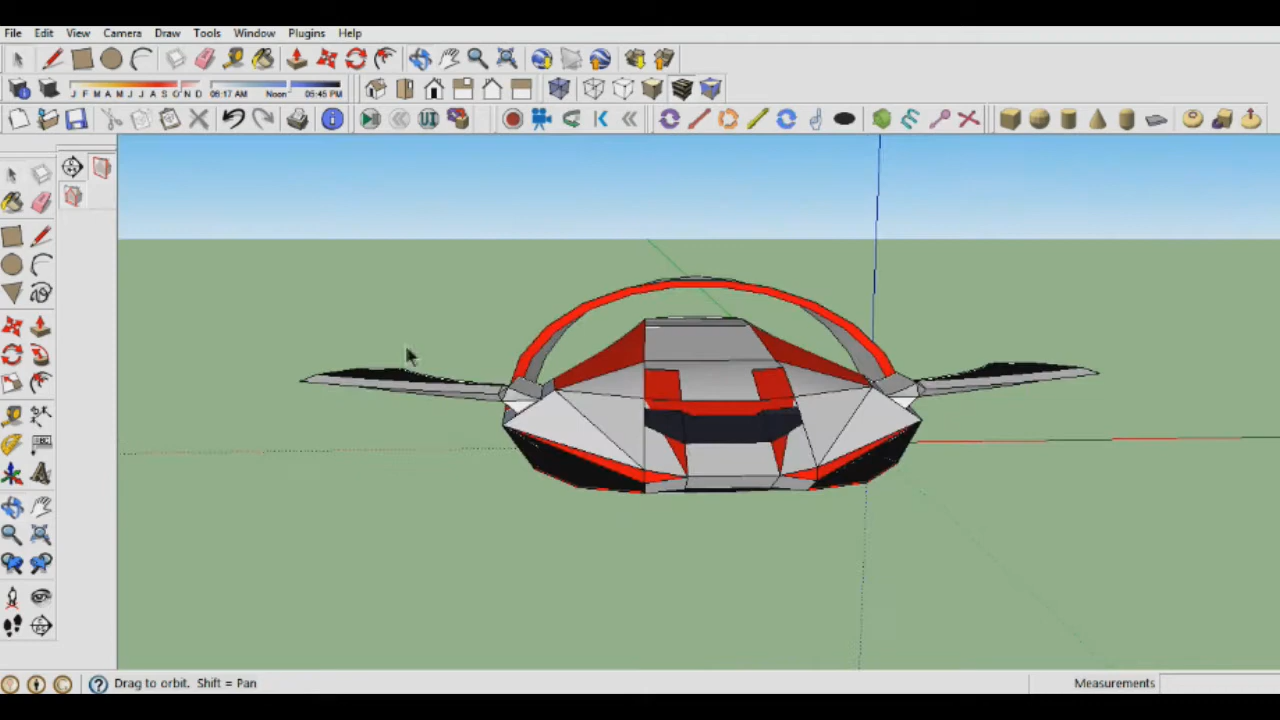 File Edit View Camera Draw Tools Window Plugins Help
J F M A M J J A S O N D 06:17 AM Noon 05:45 PM
UI
Drag to orbit. Shift = Pan Measurements